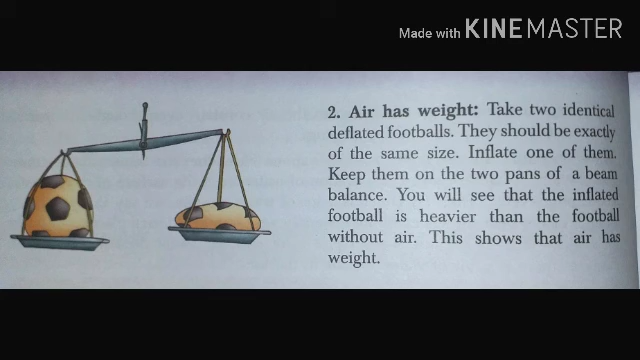 Made with KINEMASTER
2. Air has weight: Take two identical
deflated footballs. They should be exactly
of the same size. Inflate one of them.
Keep them on the two pans of a beam
balance. You will see that the inflated
football is heavier than the football
without air. This shows that air has
weight.